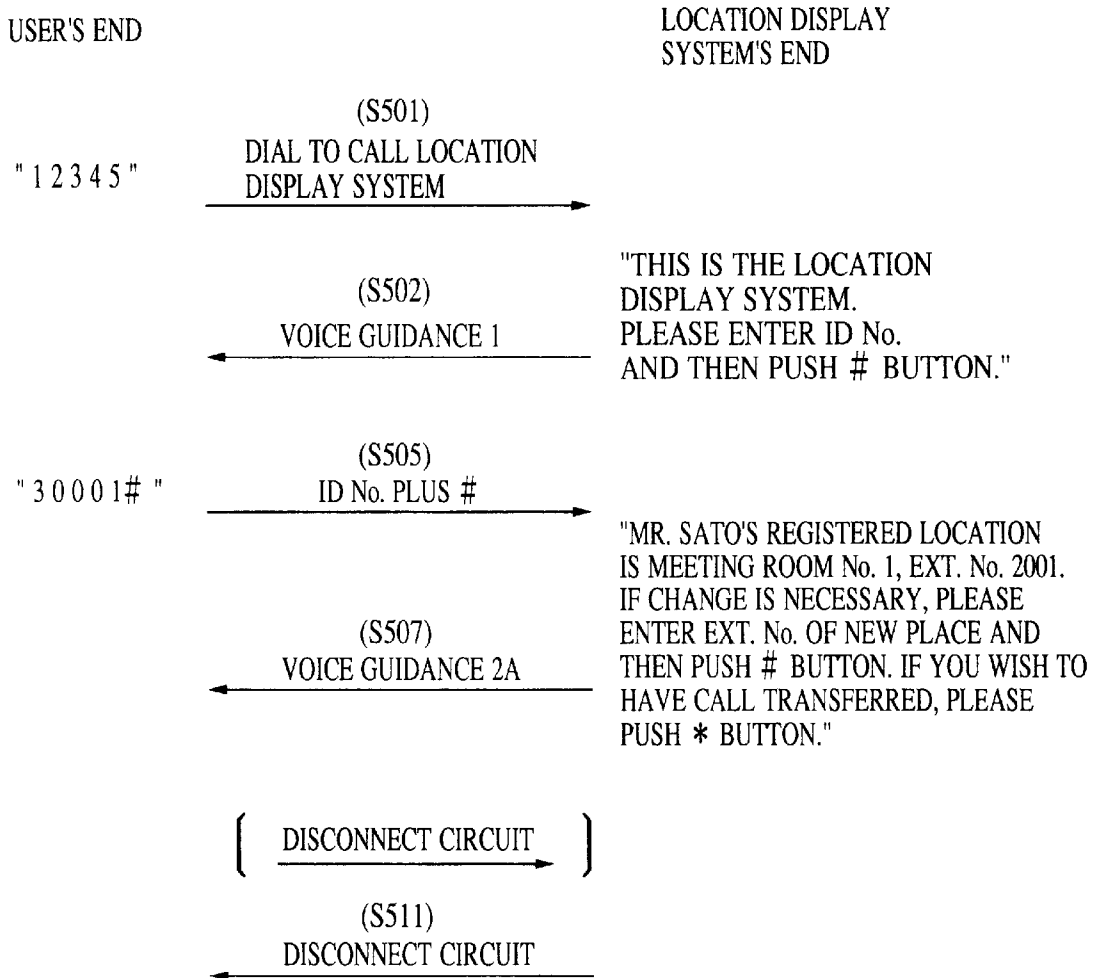 USER'S END
LOCATION DISPLAY
SYSTEM'S END
(S501)
DIAL TO CALL LOCATION
DISPLAY SYSTEM
"12345"
(S502)
VOICE GUIDANCE 1
"THIS IS THE LOCATION
DISPLAY SYSTEM.
PLEASE ENTER ID No.
AND THEN PUSH # BUTTON."
(S505)
"30001# "
ID No. PLUS #
"MR. SATO'S REGISTERED LOCATION
IS MEETING ROOM No. 1, EXT. No. 2001.
IF CHANGE IS NECESSARY, PLEASE
ENTER EXT. No. OF NEW PLACE AND
THEN PUSH # BUTTON. IF YOU WISH TO
HAVE CALL TRANSFERRED, PLEASE
PUSH * BUTTON."
(S507)
VOICE GUIDANCE 2A
DISCONNECT CIRCUIT
(S511)
DISCONNECT CIRCUIT